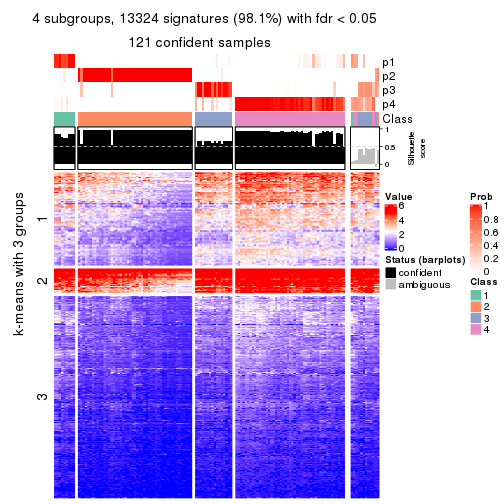 4 subgroups, 13324 signatures (98.1%) with fdr < 0.05
121 confident samples
p1
p2
p3
p4
Class
1
0.5
0
Silhouette
score
k-means with 3 groups
1
2
3
Value
6
4
2
0
Status (barplots)
confident
ambiguous
Prob
1
0.8
0.6
0.4
0.2
0
Class
1
2
3
4